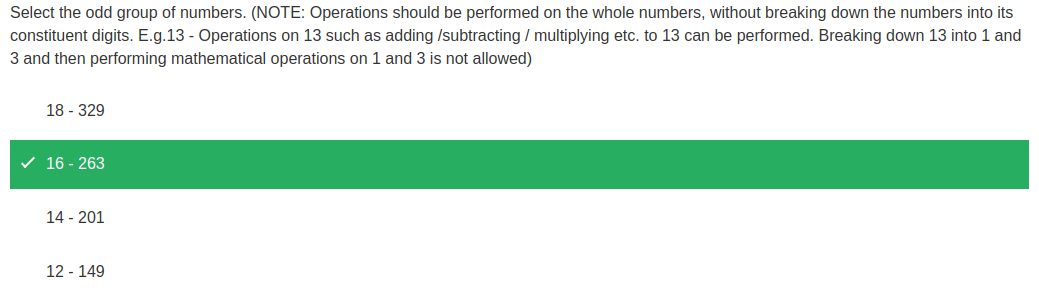 Select the odd group of numbers. (NOTE: Operations should be performed on the whole numbers, without breaking down the numbers into its
constituent digits. E.g.13 - Operations on 13 such as adding /subtracting / multiplying etc. to 13 can be performed. Breaking down 13 into 1 and
3 and then performing mathematical operations on 1 and 3 is not allowed)
18 - 329
16 - 263
14 - 201
12 - 149